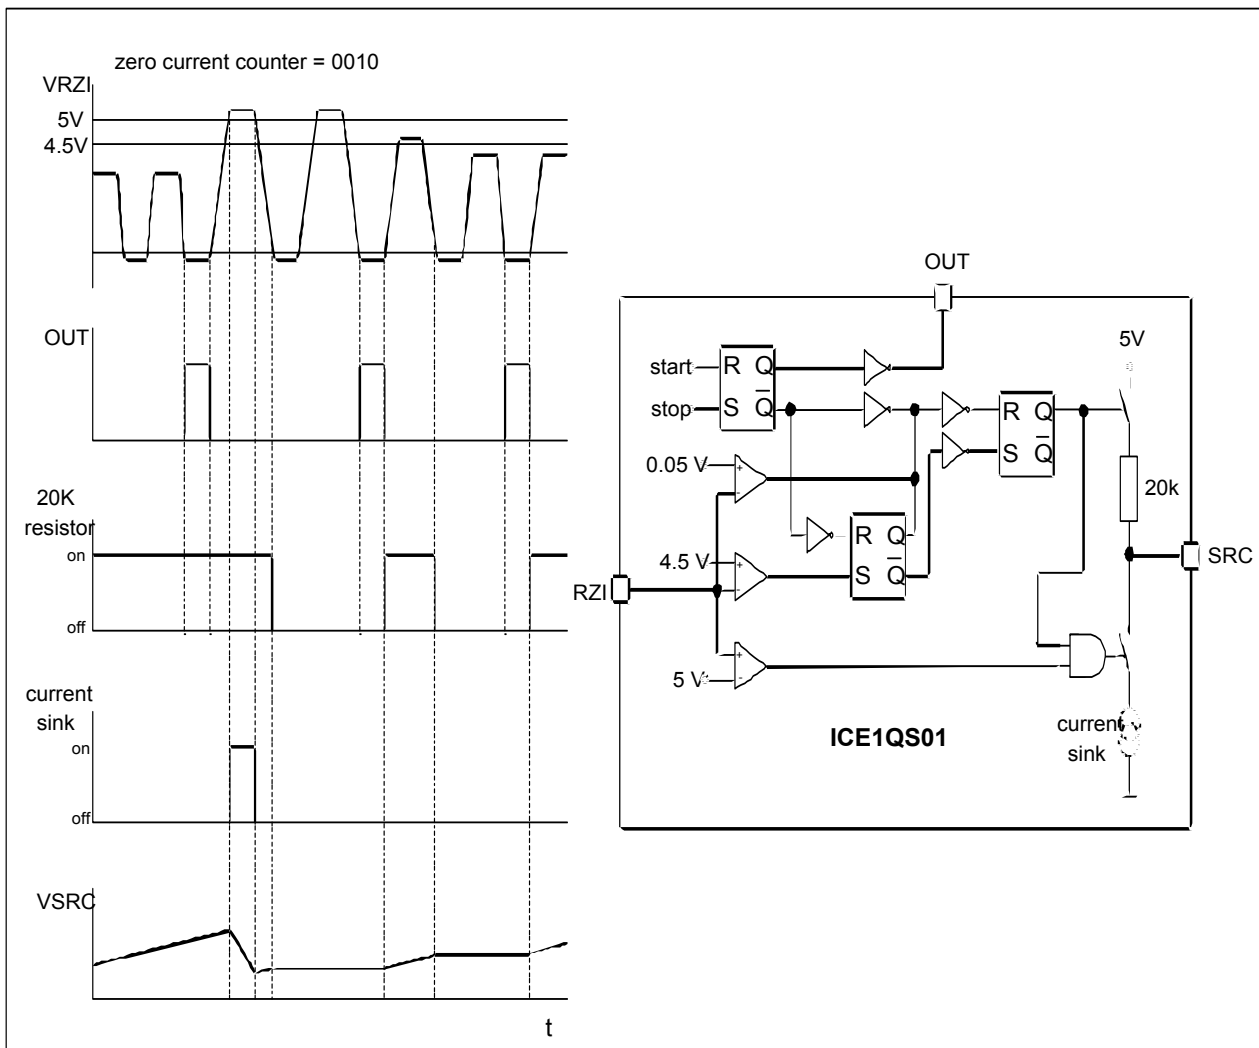 zero current counter = 0010
VRZI
5V
4.5V
OUT
20K
resistor
on
off
current
sink
on
off
VSRC
t
OUT
5V
start
R Q
stop
S Q
R Q
S Q
0.05 V
20k
R Q
4.5 V
S Q
SRC
RZI
5 V
ICE1QS01
current
sink